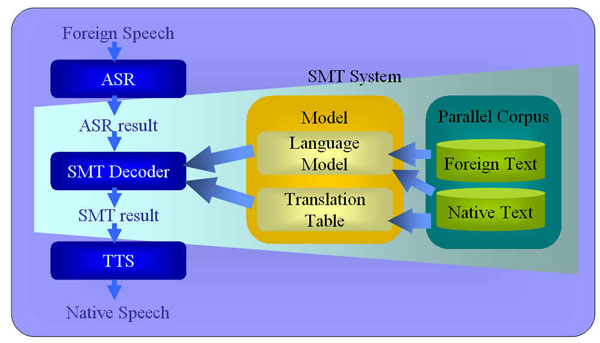 Foreign Speech
ASR
ASR result
SMT Decoder
SMT result
TTS
Native Speech
SMT System
Model
Language
Model
Translation
Table
Parallel Corpus
Foreign Text
Native Text